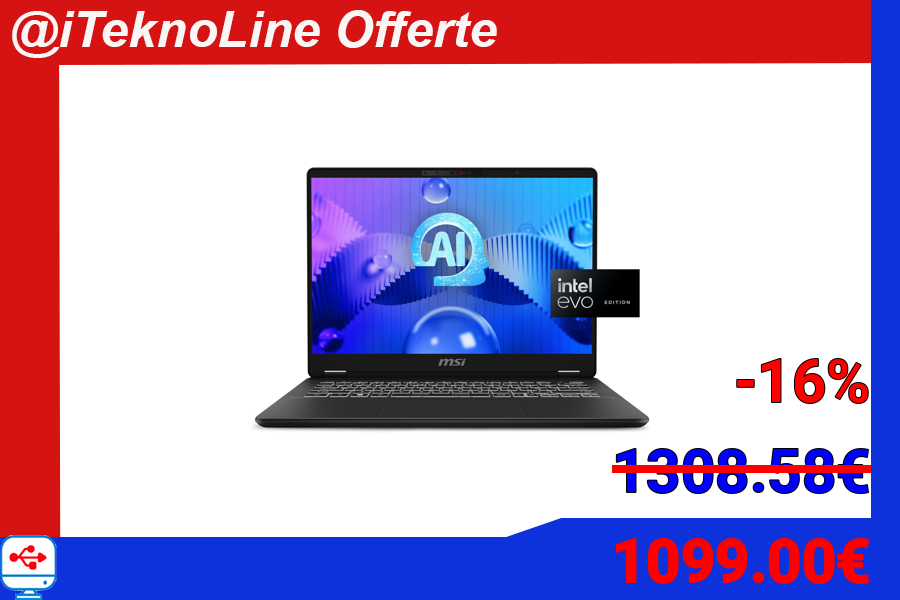 @iTeknoLine Offerte
AI
intel
evo EDITION
msi
-16%
1308.58€
1099.00€